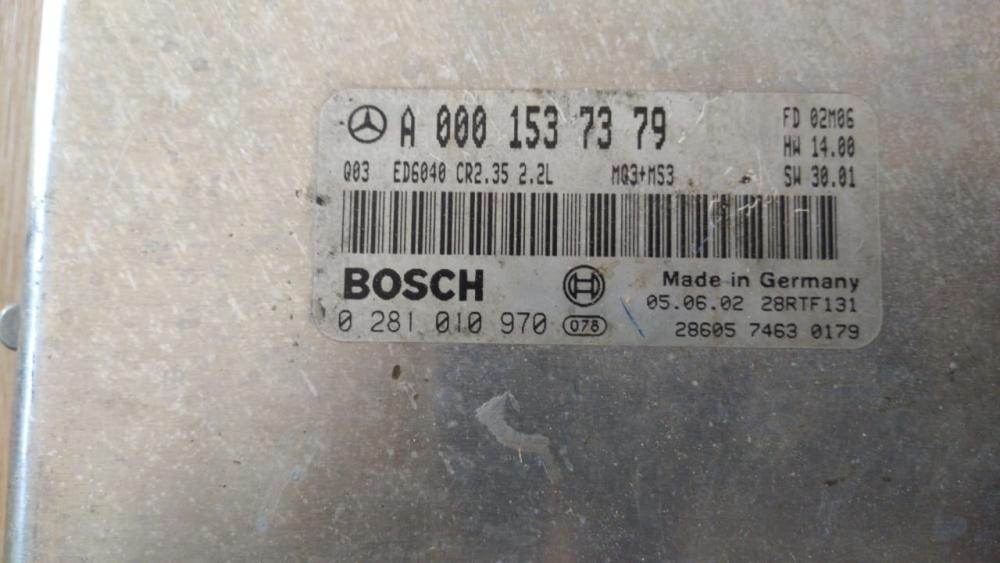 A 000 153 73 79
FD 02M06
HW 14.00
Q03 ED6040 CR2.35 2.2L MQ3+MS3 SW 30.01
BOSCH
Made in Germany
05.06.02 28RTF131
0 281 010 970 078
28605 7463 0179